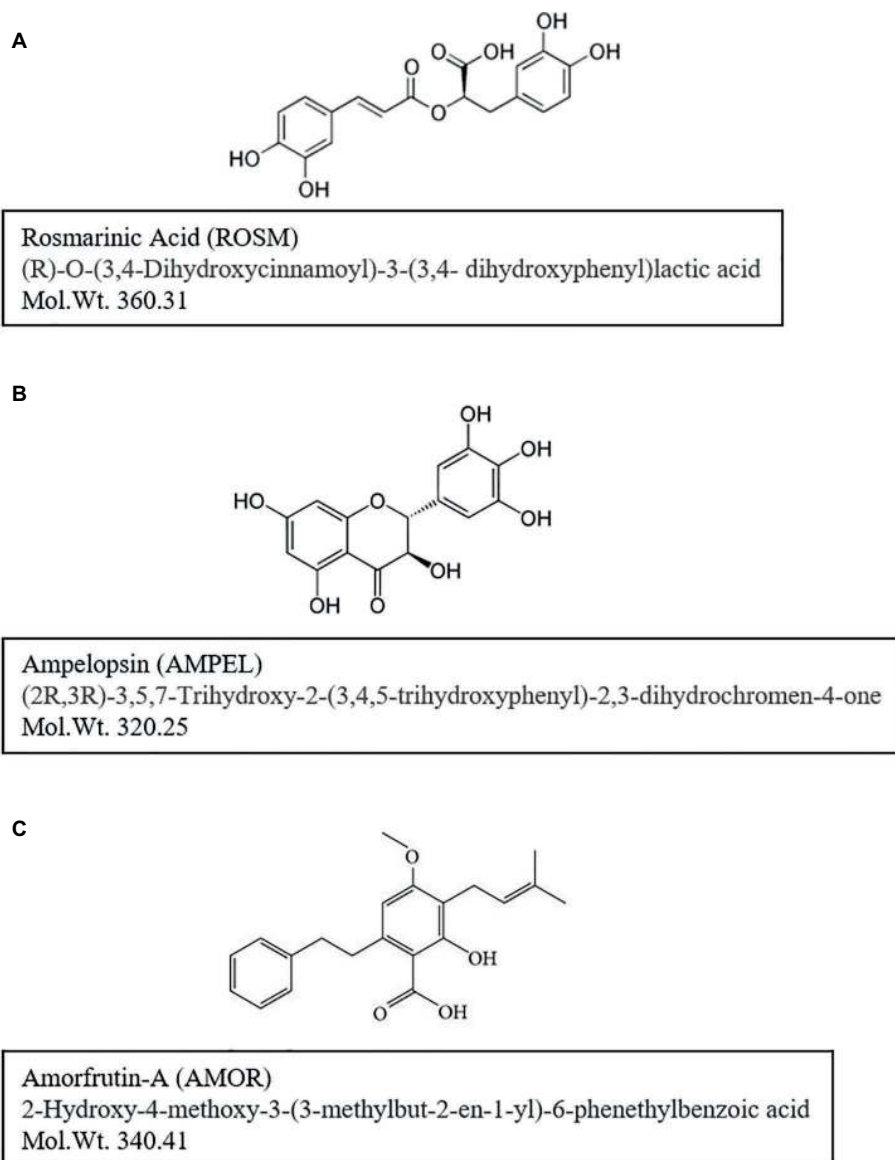 A
OH
O
OH
OH
O
O
HO
OH
Rosmarinic Acid (ROSM)
(R)-O-(3,4-Dihydroxycinnamoyl)-3-(3,4- dihydroxyphenyl)lactic acid
Mol.Wt. 360.31
B
OH
OH
HO
O
OH
OH
OH
O
Ampelopsin (AMPEL)
(2R,3R)-3,5,7-Trihydroxy-2-(3,4,5-trihydroxyphenyl)-2,3-dihydrochromen-4-one
Mol.Wt. 320.25
C
O
OH
O
OH
Amorfrutin-A (AMOR)
2-Hydroxy-4-methoxy-3-(3-methylbut-2-en-1-yl)-6-phenethylbenzoic acid
Mol.Wt. 340.41